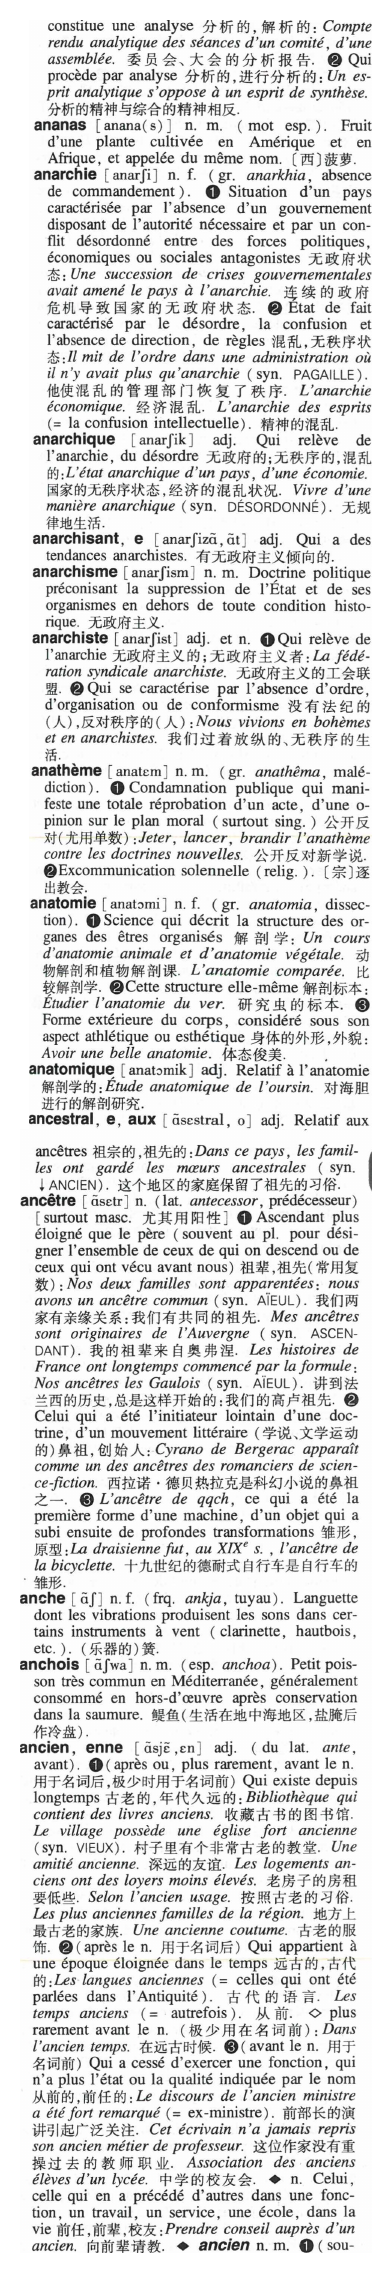 constitue une analyse 分析的,解析的: Compte
rendu analytique des séances d'un comité, d'une
assemblée. 委员会、大会的分析报告. ❷ Qui
procède par analyse 分析的,进行分析的: Un es-
prit analytique s'oppose à un esprit de synthèse.
分析的精神与综合的精神相反.
ananas [anana(s)] n. m. (mot esp.). Fruit
d'une plante cultivée en Amérique et en
Afrique, et appelée du même nom. 〔西〕菠萝.
anarchie [anarʃi] n. f. (gr. anarkhia, absence
de commandement). ❶ Situation d'un pays
caractérisée par l'absence d'un gouvernement
disposant de l'autorité nécessaire et par un con-
flit désordonné entre des forces politiques,
économiques ou sociales antagonistes 无政府状
态: Une succession de crises gouvernementales
avait amené le pays à l'anarchie. 连续的政府
危机导致国家的无政府状态. ❷ État de fait
caractérisé par le désordre, la confusion et
l'absence de direction, de règles 混乱,无秩序状
态: Il mit de l'ordre dans une administration où
il n'y avait plus qu'anarchie (syn. PAGAILLE).
他使混乱的管理部门恢复了秩序. L'anarchie
économique. 经济混乱. L'anarchie des esprits
(= la confusion intellectuelle). 精神的混乱.
anarchique [anarʃik] adj. Qui relève de
l'anarchie, du désordre 无政府的;无秩序的,混乱
的: L'état anarchique d'un pays, d'une économie.
国家的无秩序状态,经济的混乱状况. Vivre d'une
manière anarchique (syn. DÉSORDONNÉ). 无规
律地生活.
anarchisant, e [anarʃizɑ̃, ɑ̃t] adj. Qui a des
tendances anarchistes. 有无政府主义倾向的.
anarchisme [anarʃism] n. m. Doctrine politique
préconisant la suppression de l'État et de ses
organismes en dehors de toute condition histo-
rique. 无政府主义.
anarchiste [anarʃist] adj. et n. ❶ Qui relève de
l'anarchie 无政府主义的;无政府主义者: La fédé-
ration syndicale anarchiste. 无政府主义的工会联
盟. ❷ Qui se caractérise par l'absence d'ordre,
d'organisation ou de conformisme 没有法纪的
(人),反对秩序的(人): Nous vivions en bohèmes
et en anarchistes. 我们过着放纵的、无秩序的生
活.
anathème [anatɛm] n. m. (gr. anathêma, malé-
diction). ❶ Condamnation publique qui mani-
feste une totale réprobation d'un acte, d'une o-
pinion sur le plan moral (surtout sing.) 公开反
对(尤用单数): Jeter, lancer, brandir l'anathème
contre les doctrines nouvelles. 公开反对新学说.
❷ Excommunication solennelle (relig.). [宗]逐
出教会.
anatomie [anatɔmi] n. f. (gr. anatomia, dissec-
tion). ❶ Science qui décrit la structure des or-
ganes des êtres organisés 解剖学: Un cours
d'anatomie animale et d'anatomie végétale. 动
物解剖和植物解剖课. L'anatomie comparée. 比
较解剖学. ❷ Cette structure elle-même 解剖标本:
Étudier l'anatomie du ver. 研究虫的标本. ❸
Forme extérieure du corps, considéré sous son
aspect athlétique ou esthétique 身体的外形,外貌:
Avoir une belle anatomie. 体态俊美.
anatomique [anatɔmik] adj. Relatif à l'anatomie
解剖学的: Étude anatomique de l'oursin. 对海胆
进行的解剖研究.
ancestral, e, aux [ɑ̃sɛstral, o] adj. Relatif aux
ancêtres 祖宗的,祖先的: Dans ce pays, les famil-
les ont gardé les mœurs ancestrales (syn.
↓ANCIEN). 这个地区的家庭保留了祖先的习俗.
ancêtre [ɑ̃sɛtr] n. (lat. antecessor, prédécesseur)
[surtout masc. 尤其用阳性] ❶ Ascendant plus
éloigné que le père (souvent au pl. pour dési-
gner l'ensemble de ceux de qui on descend ou de
ceux qui ont vécu avant nous) 祖辈,祖先(常用复
数): Nos deux familles sont apparentées: nous
avons un ancêtre commun (syn. AÏEUL). 我们两
家有亲缘关系:我们有共同的祖先. Mes ancêtres
sont originaires de l'Auvergne (syn. ASCEN-
DANT). 我的祖辈来自奥弗涅. Les histoires de
France ont longtemps commencé par la formule:
Nos ancêtres les Gaulois (syn. AÏEUL). 讲到法
兰西的历史,总是这样开始的:我们的高卢祖先. ❷
Celui qui a été l'initiateur lointain d'une doc-
trine, d'un mouvement littéraire (学说、文学运动
的)鼻祖,创始人: Cyrano de Bergerac apparaît
comme un des ancêtres des romanciers de scien-
ce-fiction. 西拉诺·德贝热拉克是科幻小说的鼻祖
之一. ❸ L'ancêtre de qqch, ce qui a été la
première forme d'une machine, d'un objet qui a
subi ensuite de profondes transformations 雏形,
原型: La draisienne fut, au XIXe s., l'ancêtre de
la bicyclette. 十九世纪的德耐式自行车是自行车的
雏形.
anche [ɑ̃ʃ] n. f. (frq. ankja, tuyau). Languette
dont les vibrations produisent les sons dans cer-
tains instruments à vent (clarinette, hautbois,
etc.). (乐器的)簧.
anchois [ɑ̃ʃwa] n. m. (esp. anchoa). Petit pois-
son très commun en Méditerranée, généralement
consommé en hors-d'œuvre après conservation
dans la saumure. 鳀鱼(生活在地中海地区,盐腌后
作冷盘).
ancien, enne [ɑ̃sjɛ̃, ɛn] adj. (du lat. ante,
avant). ❶ (après ou, plus rarement, avant le n.
用于名词后,极少时用于名词前) Qui existe depuis
longtemps 古老的,年代久远的: Bibliothèque qui
contient des livres anciens. 收藏古书的图书馆.
Le village possède une église fort ancienne
(syn. VIEUX). 村子里有个非常古老的教堂. Une
amitié ancienne. 深远的友谊. Les logements an-
ciens ont des loyers moins élevés. 老房子的房租
要低些. Selon l'ancien usage. 按照古老的习俗.
Les plus anciennes familles de la région. 地方上
最古老的家族. Une ancienne coutume. 古老的服
饰. ❷ (après le n. 用于名词后) Qui appartient à
une époque éloignée dans le temps 远古的,古代
的: Les langues anciennes (= celles qui ont été
parlées dans l'Antiquité). 古代的语言. Les
temps anciens (= autrefois). 从前. ◇ plus
rarement avant le n. (极少用在名词前): Dans
l'ancien temps. 在远古时候. ❸ (avant le n. 用于
名词前) Qui a cessé d'exercer une fonction, qui
n'a plus l'état ou la qualité indiquée par le nom
从前的,前任的: Le discours de l'ancien ministre
a été fort remarqué (= ex-ministre). 前部长的演
讲引起广泛关注. Cet écrivain n'a jamais repris
son ancien métier de professeur. 这位作家没有重
操过去的教师职业. Association des anciens
élèves d'un lycée. 中学的校友会. ◆ n. Celui,
celle qui en a précédé d'autres dans une fonc-
tion, un travail, un service, une école, dans la
vie 前任,前辈,校友: Prendre conseil auprès d'un
ancien. 向前辈请教. ◆ ancien n. m. ❶ (sou-